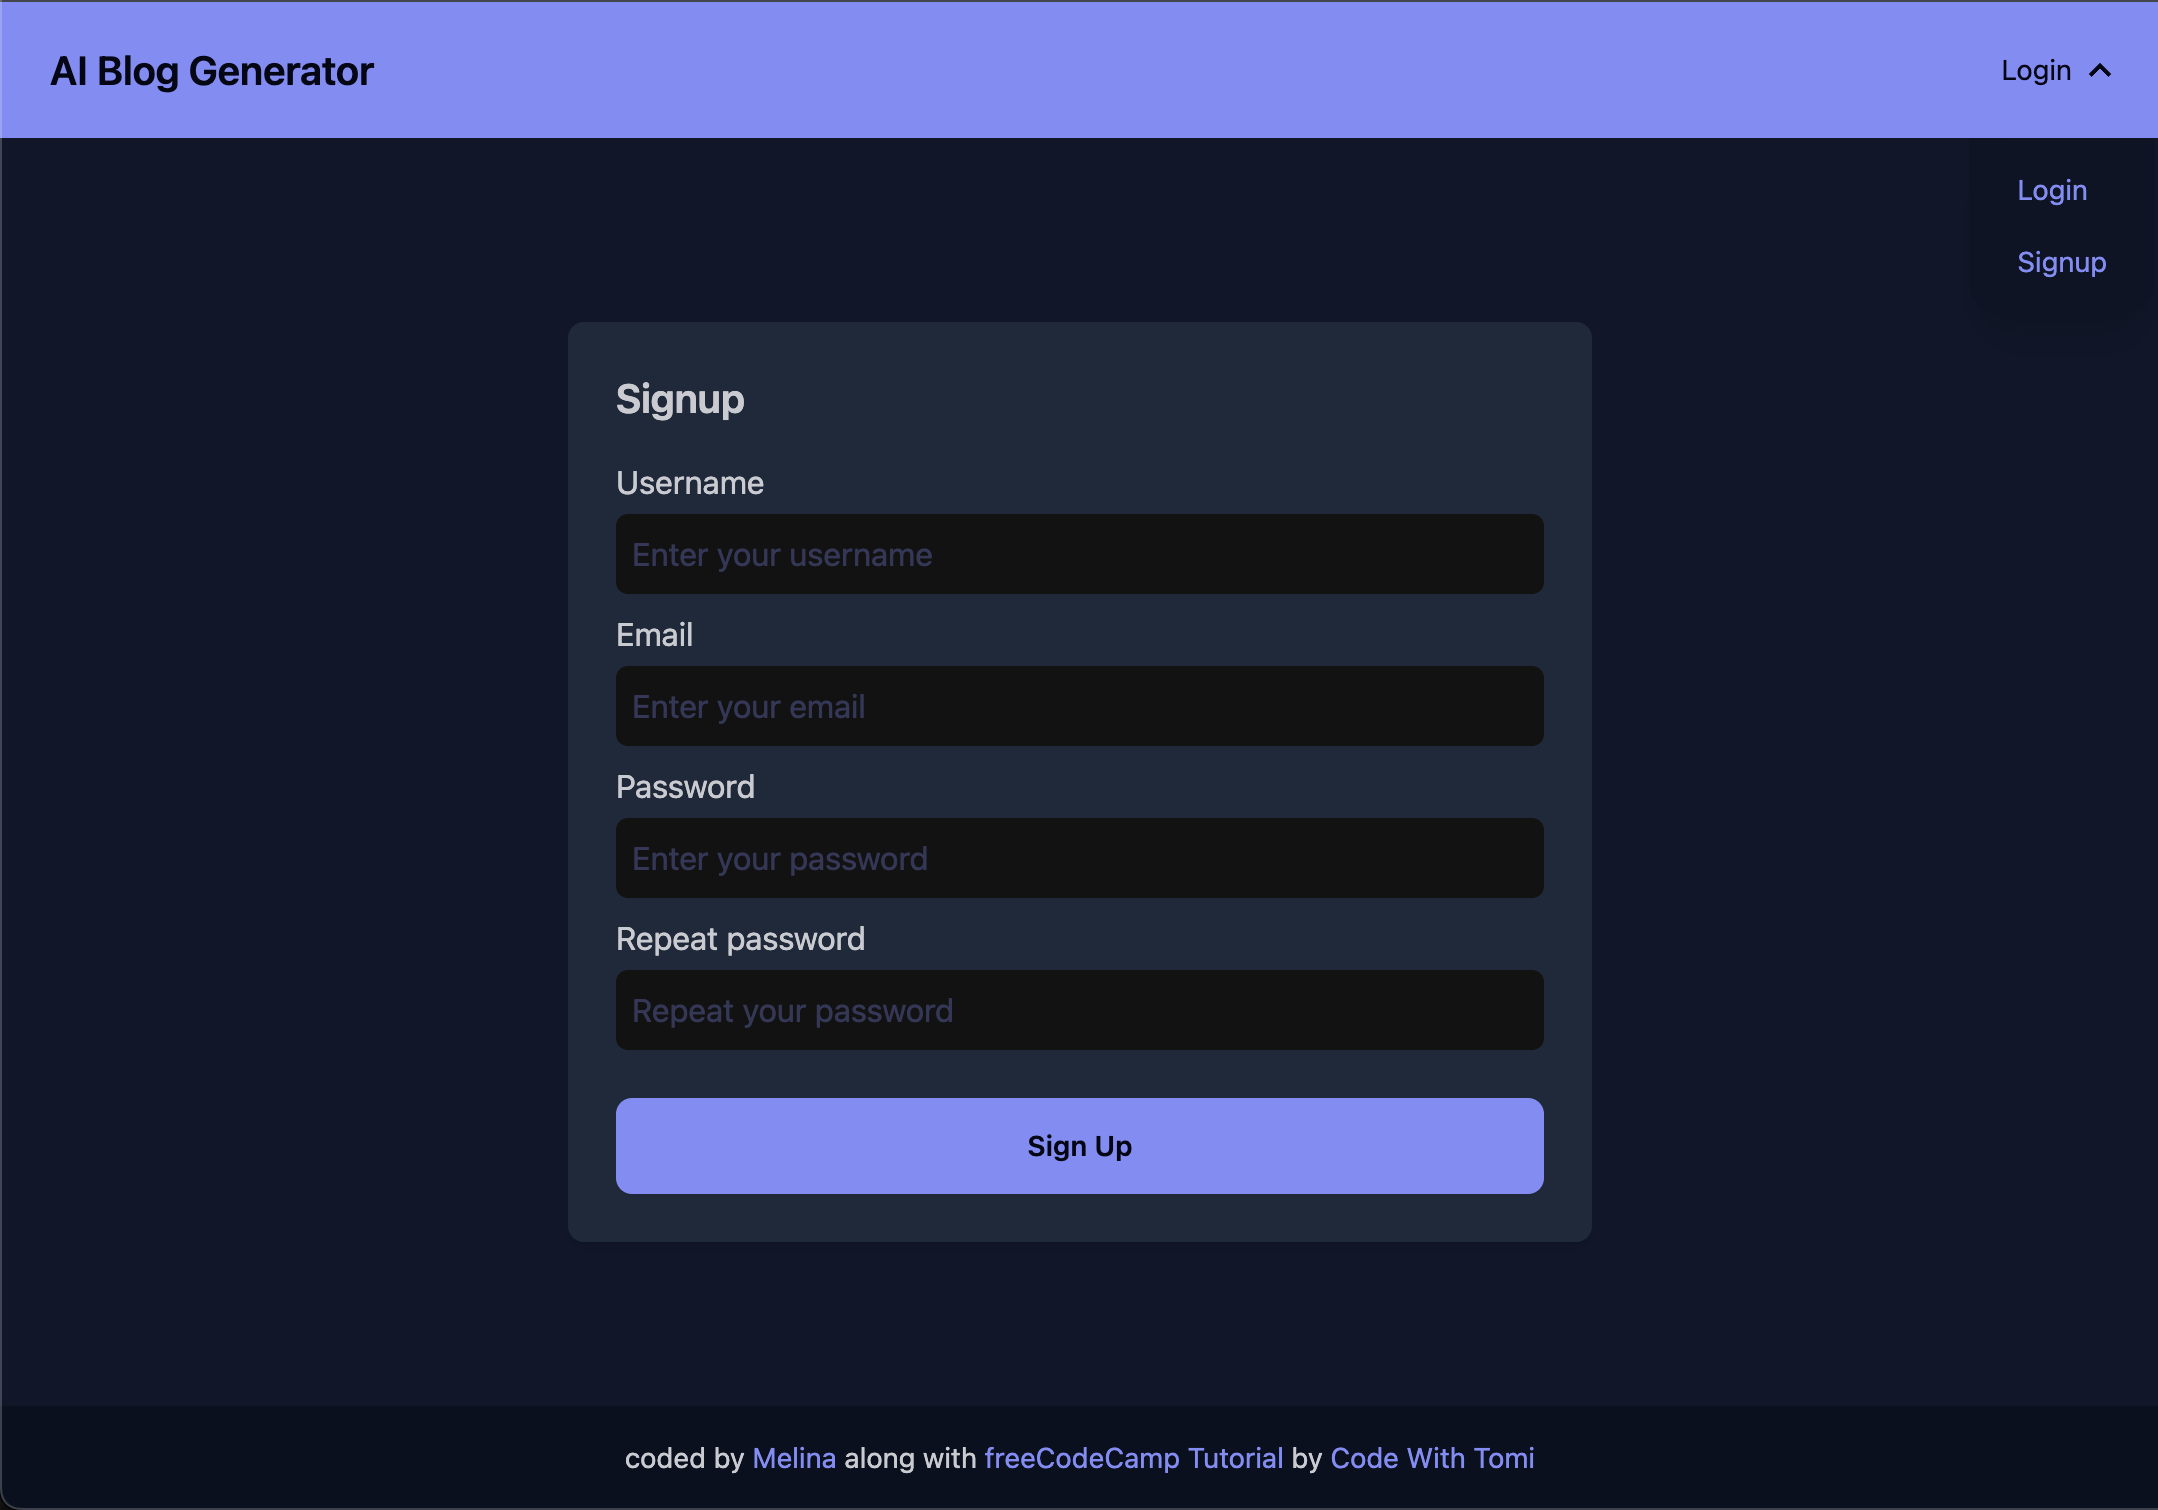 AI Blog Generator
Login
Login
Signup
Signup
Username
Enter your username
Email
Enter your email
Password
Enter your password
Repeat password
Repeat your password
Sign Up
coded by Melina along with freeCodeCamp Tutorial by Code With Tomi